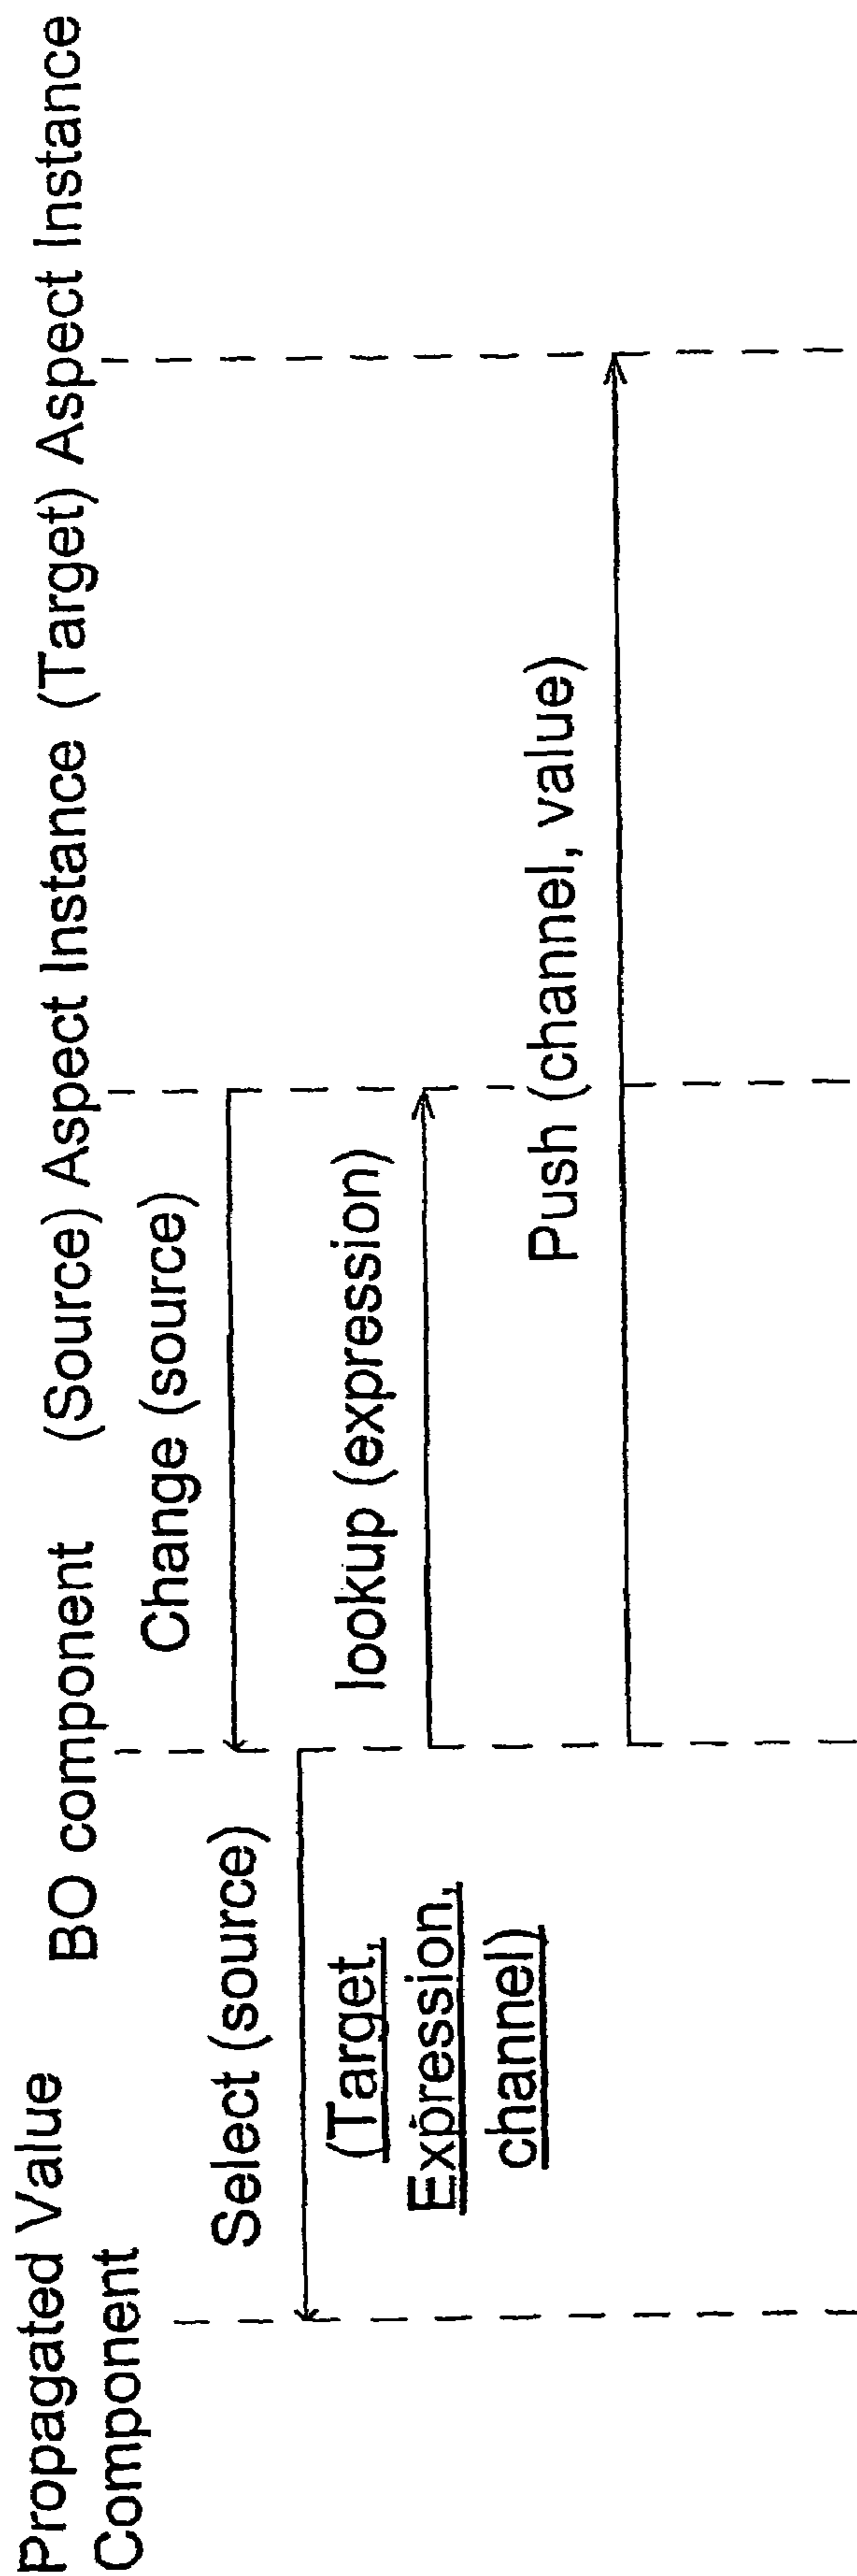 Propagated Value
Component
BO component
(Source) Aspect Instance
(Target) Aspect Instance
Change (source)
Select (source)
(Target,
Expression,
channel)
lookup (expression)
Push (channel, value)